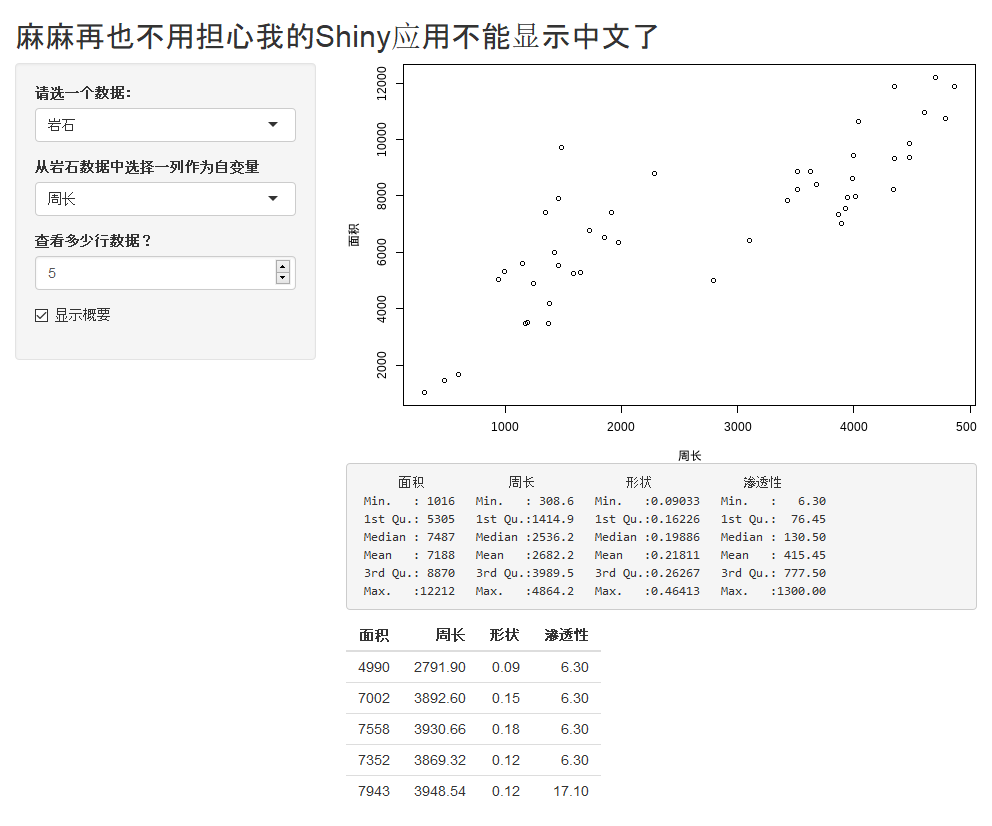 麻麻再也不用担心我的Shiny应用不能显示中文了
请选一个数据：
岩石
从岩石数据中选择一列作为自变量
周长
查看多少行数据？
5
显示概要
12000
10000
8000
6000
4000
2000
面积
1000 2000 3000 4000 500
周长
面积 周长 形状 渗透性
Min. : 1016 Min. : 308.6 Min. :0.09033 Min. : 6.30
1st Qu.: 5305 1st Qu.:1414.9 1st Qu.:0.16226 1st Qu.: 76.45
Median : 7487 Median :2536.2 Median :0.19886 Median : 130.50
Mean : 7188 Mean :2682.2 Mean :0.21811 Mean : 415.45
3rd Qu.: 8870 3rd Qu.:3989.5 3rd Qu.:0.26267 3rd Qu.: 777.50
Max. :12212 Max. :4864.2 Max. :0.46413 Max. :1300.00
面积 周长 形状 渗透性
4990 2791.90 0.09 6.30
7002 3892.60 0.15 6.30
7558 3930.66 0.18 6.30
7352 3869.32 0.12 6.30
7943 3948.54 0.12 17.10